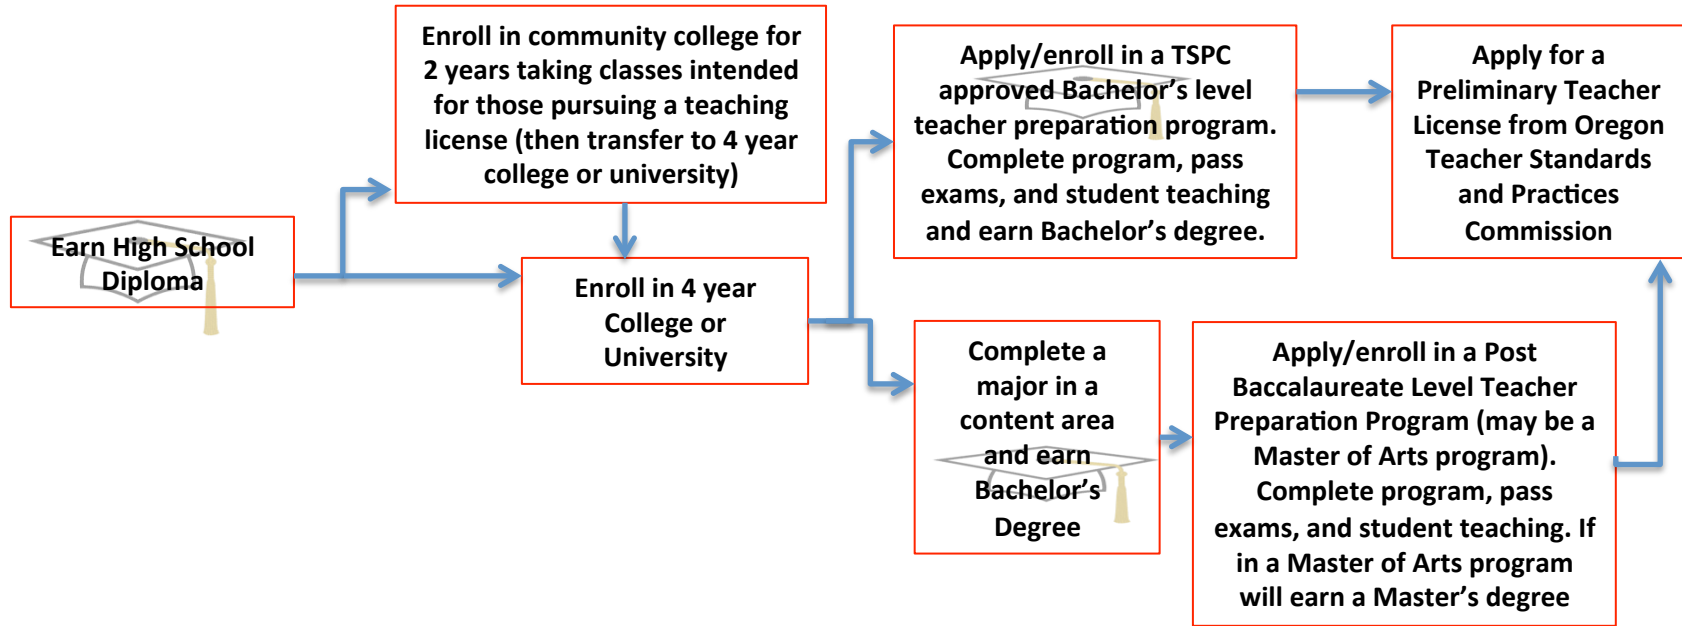 Earn High School
Diploma
Enroll in community college for
2 years taking classes intended
for those pursuing a teaching
license (then transfer to 4 year
college or university)
Enroll in 4 year
College or
University
Apply/enroll in a TSPC
approved Bachelor’s level
teacher preparation program.
Complete program, pass
exams, and student teaching
and earn Bachelor’s degree.
Complete a
major in a
content area
and earn
Bachelor’s
Degree
Apply/enroll in a Post
Baccalaureate Level Teacher
Preparation Program (may be a
Master of Arts program).
Complete program, pass
exams, and student teaching. If
in a Master of Arts program
will earn a Master’s degree
Apply for a
Preliminary Teacher
License from Oregon
Teacher Standards
and Practices
Commission